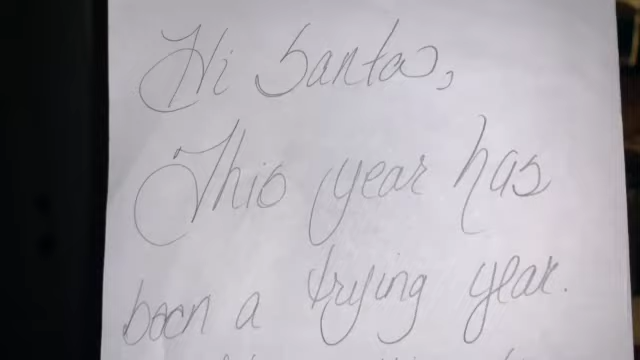 Hi Santa,
This year has
been a trying year.